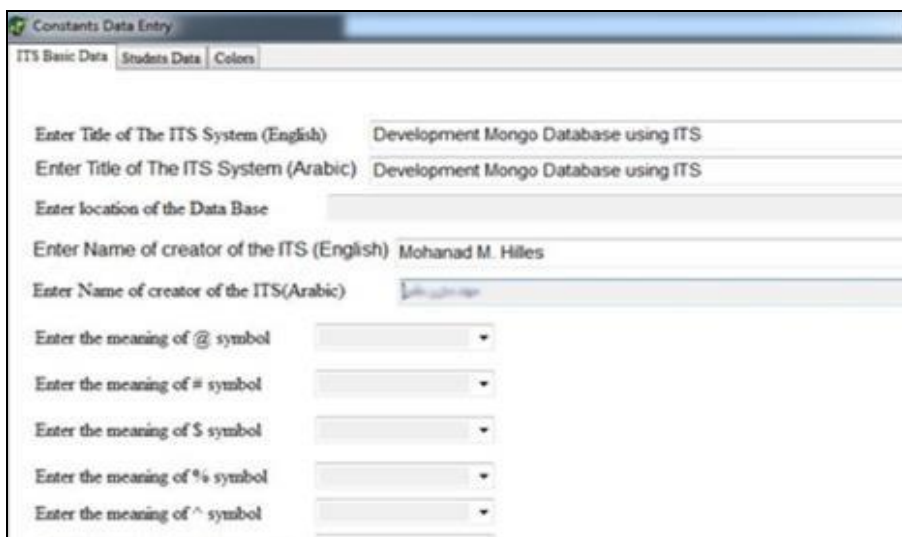 Constants Data Entry
ITS Basic Data Students Data Colors
Enter Title of The ITS System (English) Development Mongo Database using ITS
Enter Title of The ITS System (Arabic) Development Mongo Database using ITS
Enter location of the Data Base
Enter Name of creator of the ITS (English) Mohanad M. Hilles
Enter Name of creator of the ITS(Arabic)
Enter the meaning of @ symbol
Enter the meaning of # symbol
Enter the meaning of $ symbol
Enter the meaning of % symbol
Enter the meaning of ^ symbol